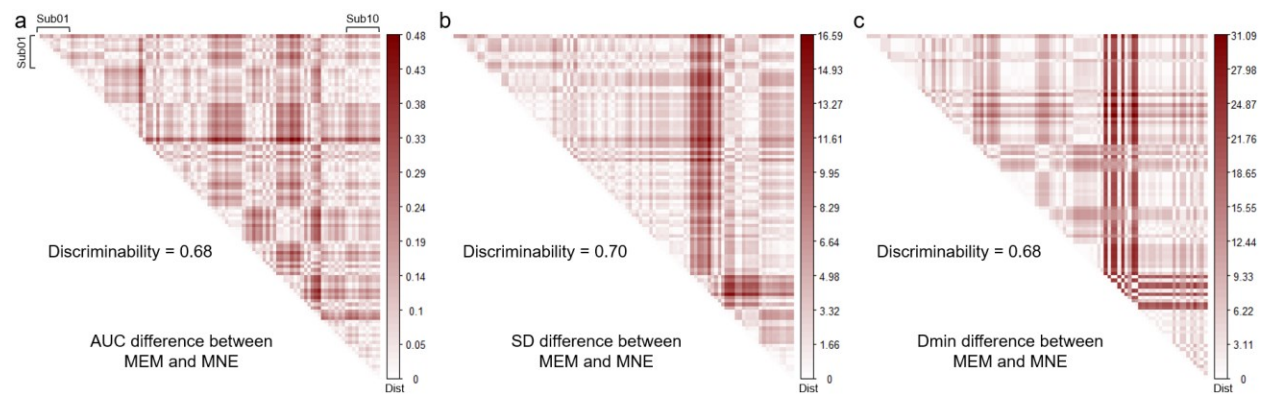 a
Sub01
Sub10
Sub01
0.48
0.43
0.38
0.33
0.29
0.24
0.19
0.14
0.1
0.05
0
Dist
Discriminability = 0.68
AUC difference between
MEM and MNE
b
16.59
14.93
13.27
11.61
9.95
8.29
6.64
4.98
3.32
1.66
0
Dist
Discriminability = 0.70
SD difference between
MEM and MNE
c
31.09
27.98
24.87
21.76
18.65
15.55
12.44
9.33
6.22
3.11
0
Dist
Discriminability = 0.68
Dmin difference between
MEM and MNE